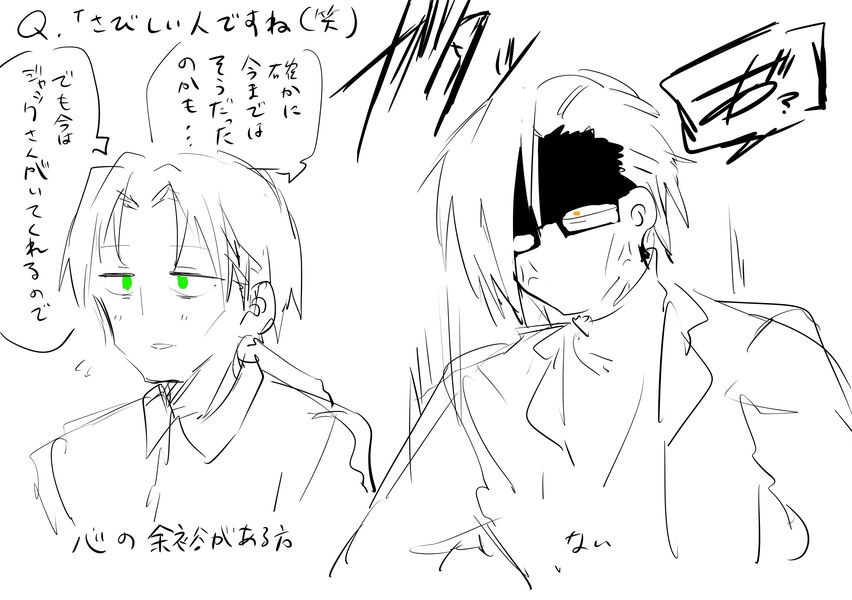 Q.「さびしい人ですね(笑)
確かに
今までは
そうだった
のかも…
でも今は
ジャックさんがいてくれるので
ガタッ
あ゛?
心の余裕がある方
ない